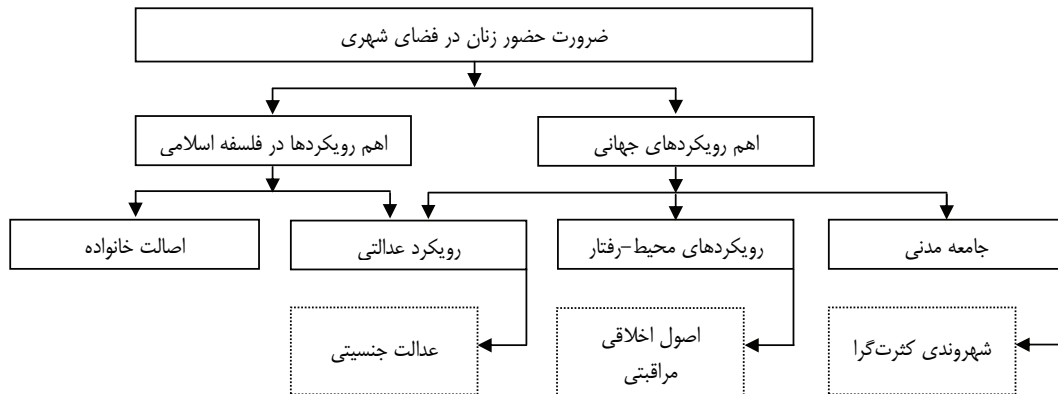 ضرورت حضور زنان در فضای شهری
اهم رویکردهای جهانی
اهم رویکردها در فلسفه اسلامی
جامعه مدنی
رویکردهای محیط-رفتار
رویکرد عدالتی
اصالت خانواده
شهروندی کثرت‌گرا
اصول اخلاقی
مراقبتی
عدالت جنسیتی